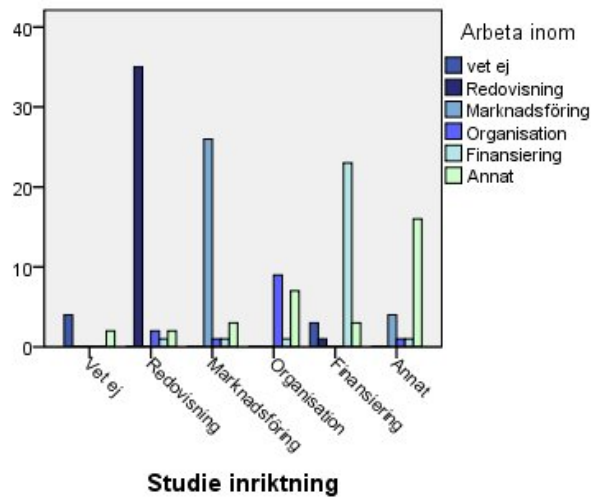 40
30
20
10
0
Vet ej
Redovisning
Marknadsföring
Organisation
Finansiering
Annat
Studie inriktning
Arbeta inom
vet ej
Redovisning
Marknadsföring
Organisation
Finansiering
Annat